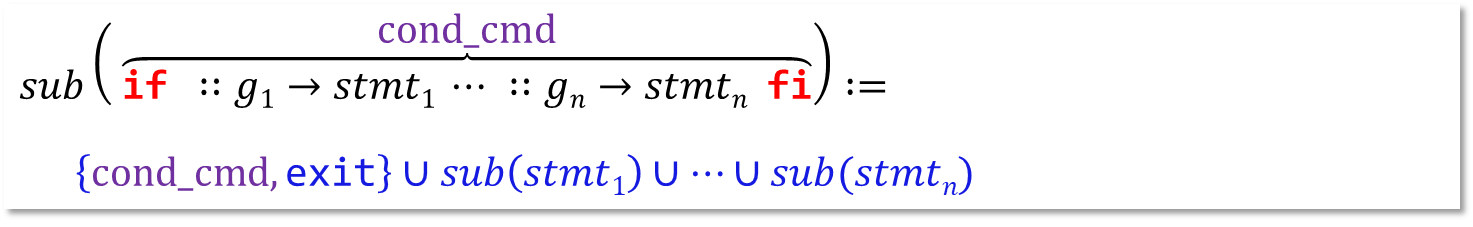 cond_cmd
sub ( if :: g₁ → stmt₁ ⋯ :: gₙ → stmtₙ fi ) :=
{cond_cmd, exit} ∪ sub(stmt₁) ∪ ⋯ ∪ sub(stmtₙ)